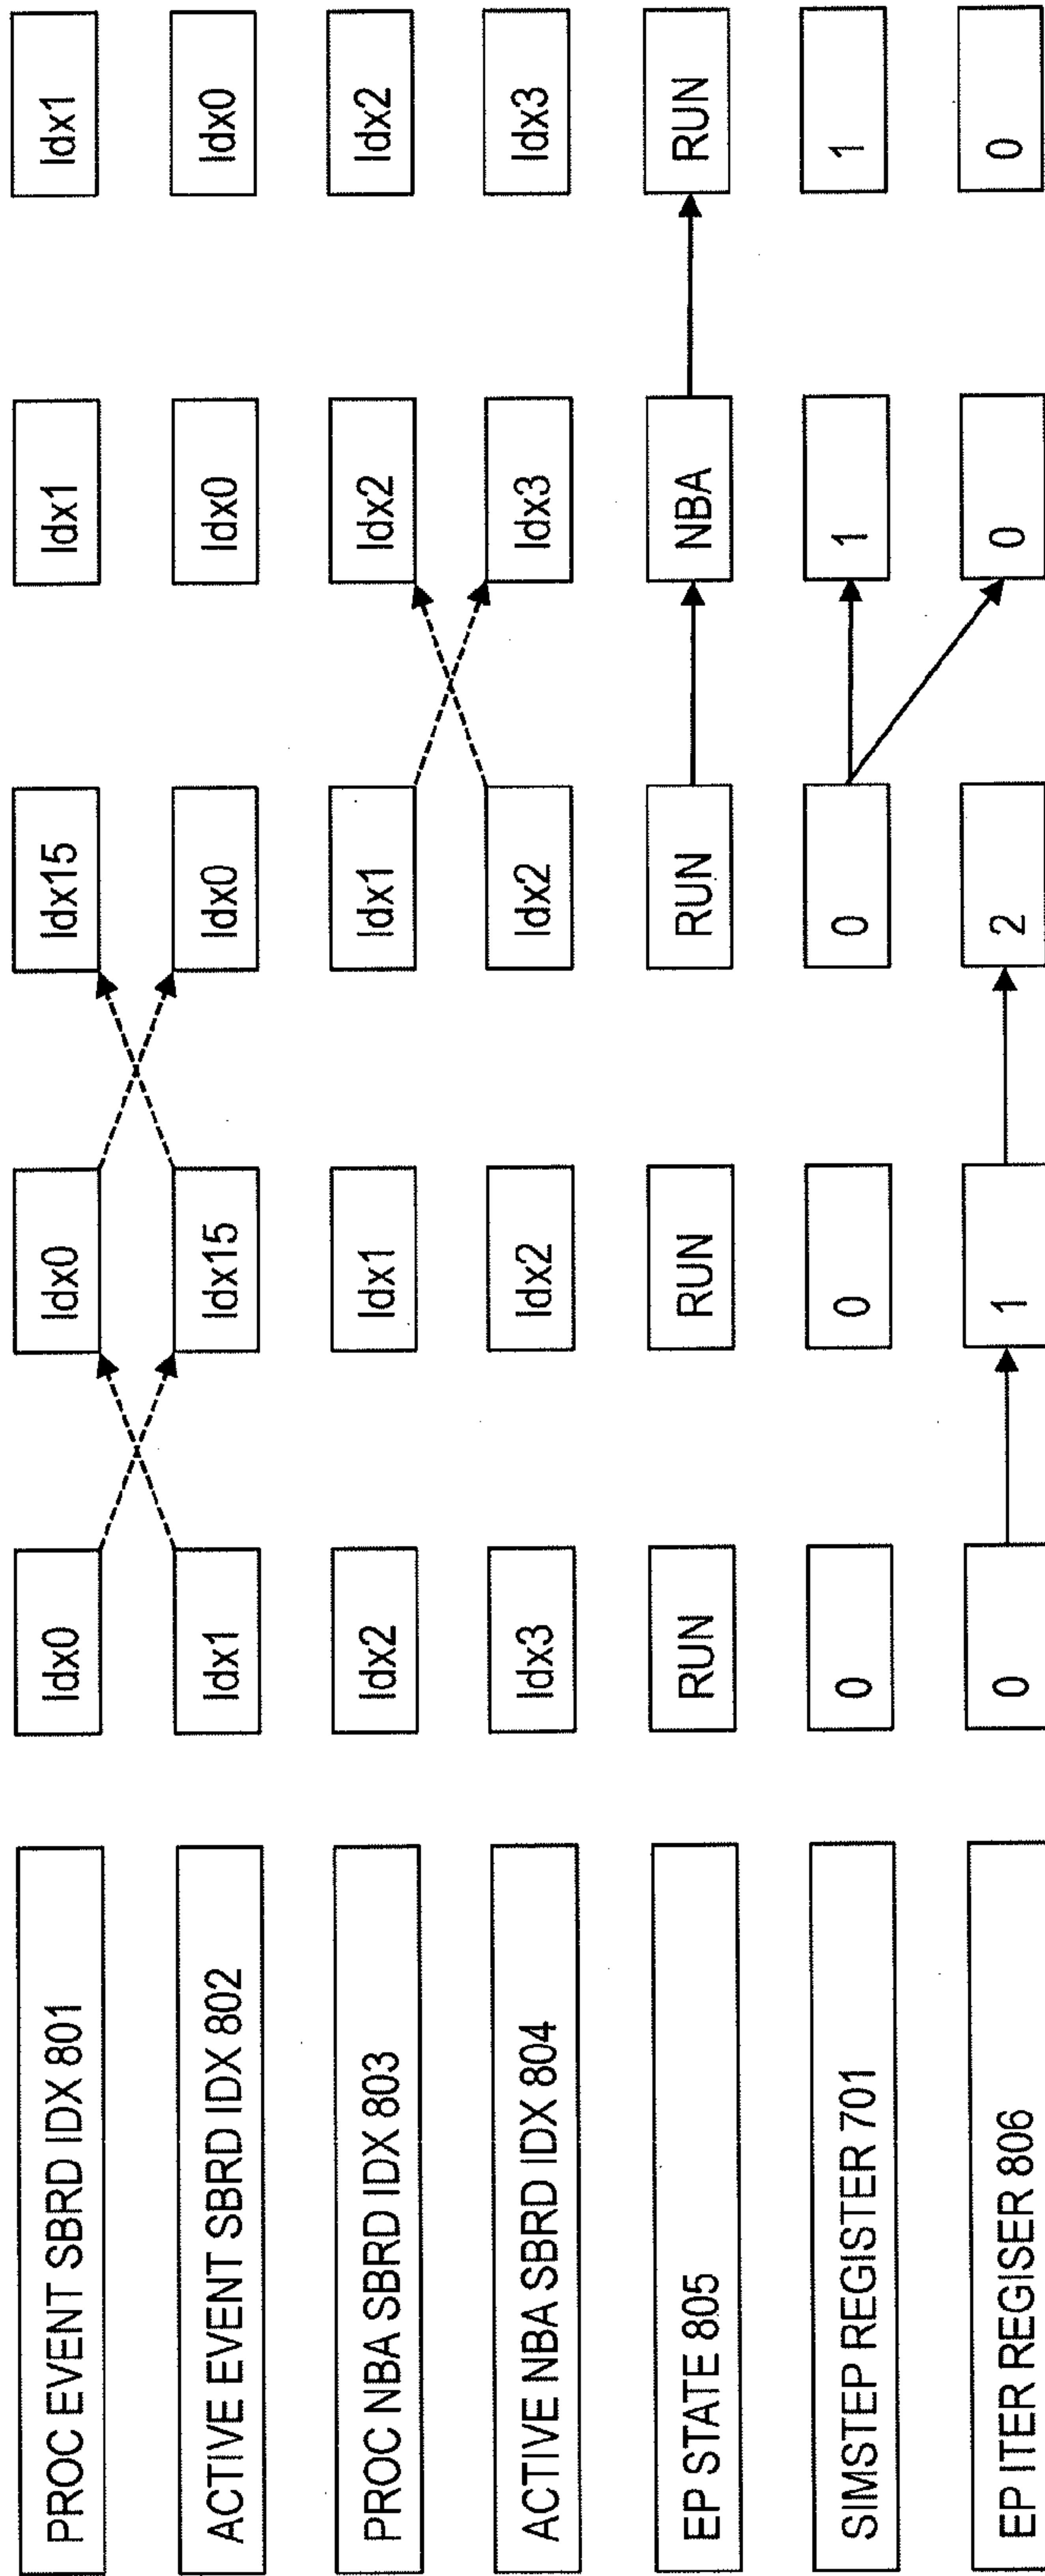 PROC EVENT SBRD IDX 801
Idx0
Idx0
Idx15
Idx1
Idx1
ACTIVE EVENT SBRD IDX 802
Idx1
Idx15
Idx0
Idx0
Idx0
PROC NBA SBRD IDX 803
Idx2
Idx1
Idx1
Idx2
Idx2
ACTIVE NBA SBRD IDX 804
Idx3
Idx2
Idx2
Idx3
Idx3
EP STATE 805
RUN
RUN
RUN
NBA
RUN
SIMSTEP REGISTER 701
0
0
0
1
1
EP ITER REGISER 806
0
1
2
0
0